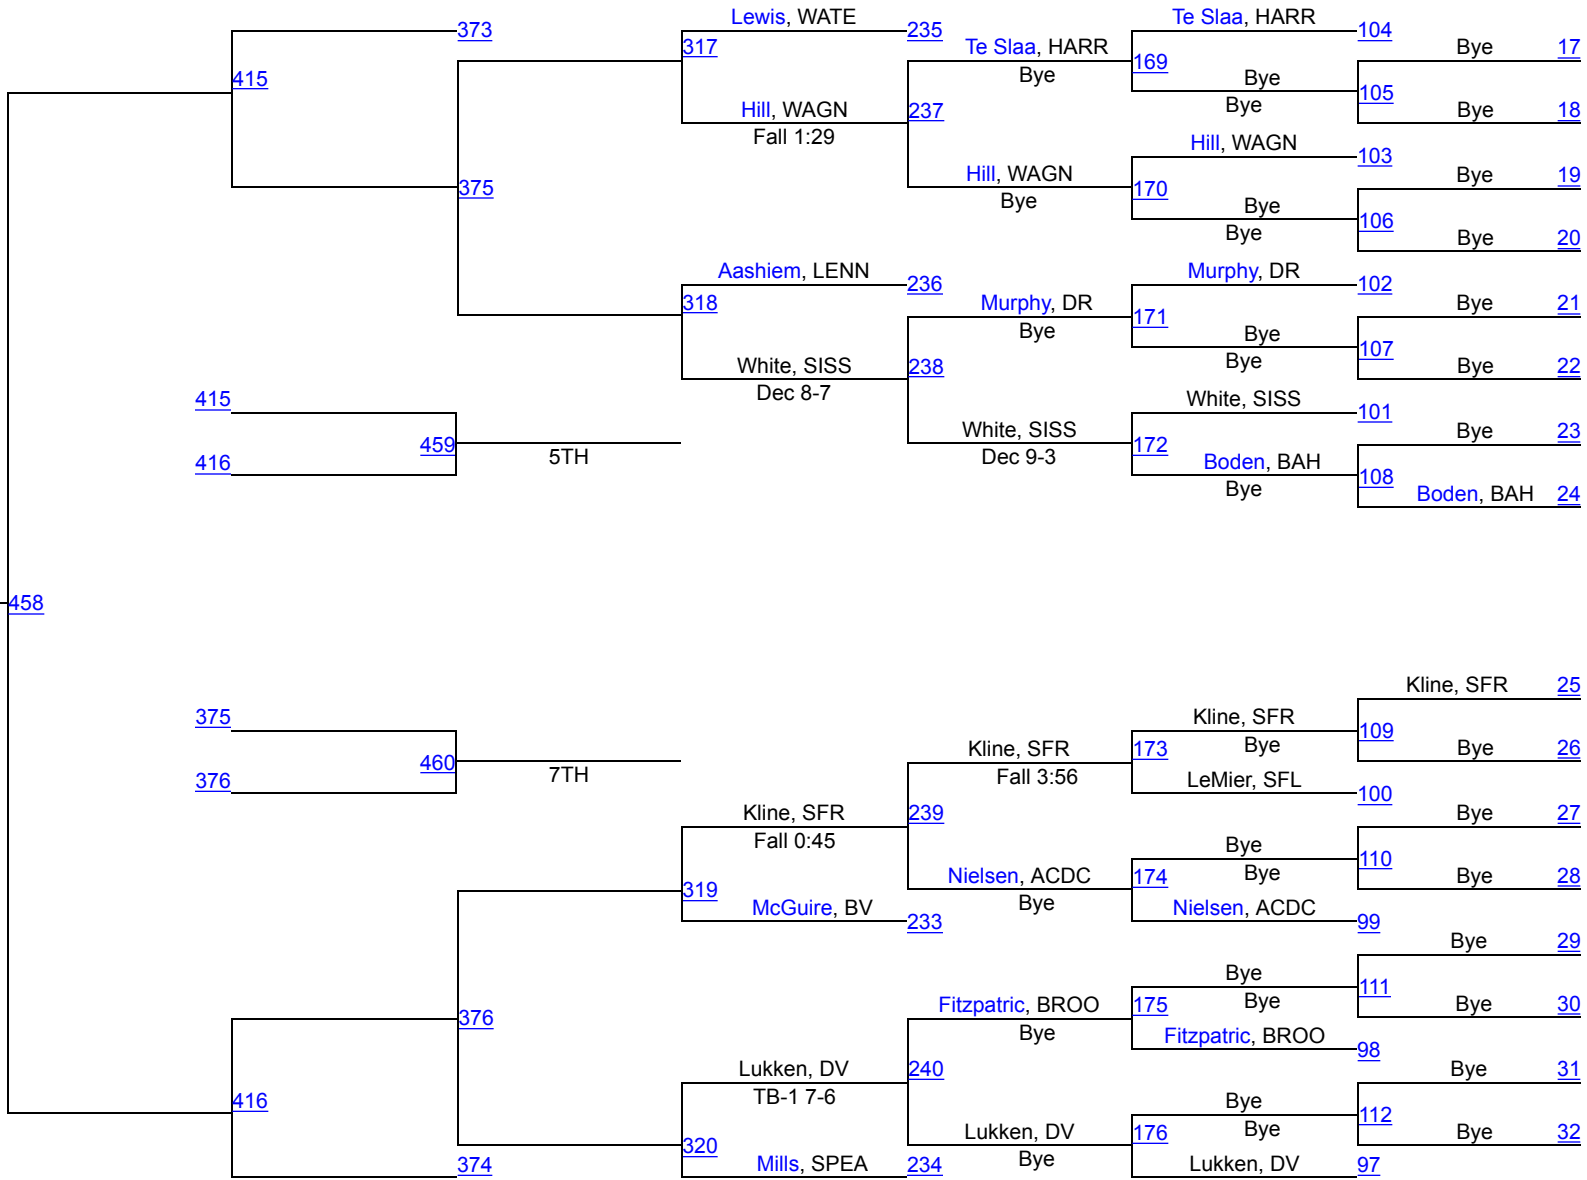 Lewis, WATE
Te Slaa, HARR
373
235
104
317
Te Slaa, HARR
Bye 17
415
169
Bye
Bye
105
Bye
Hill, WAGN
237
Bye 18
Fall 1:29
Hill, WAGN
103
Hill, WAGN
Bye 19
375
170
Bye
Bye
106
Bye
Bye 20
Aashiem, LENN
Murphy, DR
236
102
318
Murphy, DR
Bye 21
171
Bye
Bye
107
Bye
White, SISS
238
Bye 22
Dec 8-7
415
White, SISS
101
White, SISS
Bye 23
459
5TH
Dec 9-3
172
416
Boden, BAH
108
Bye
Boden, BAH 24
458
Kline, SFR 25
375
Kline, SFR
109
Kline, SFR
173
Bye
Bye 26
460
7TH
Fall 3:56
376
LeMier, SFL
100
Kline, SFR
239
Bye 27
Fall 0:45
Bye
110
Nielsen, ACDC
174
Bye
Bye 28
319
Bye
McGuire, BV
233
Nielsen, ACDC
99
Bye 29
Bye
111
Fitzpatric, BROO
175
Bye
Bye 30
376
Bye
Fitzpatric, BROO
98
Lukken, DV
240
Bye 31
416
TB-1 7-6
Bye
112
Lukken, DV
176
Bye
Bye 32
320
Bye
374
Mills, SPEA
234
Lukken, DV
97